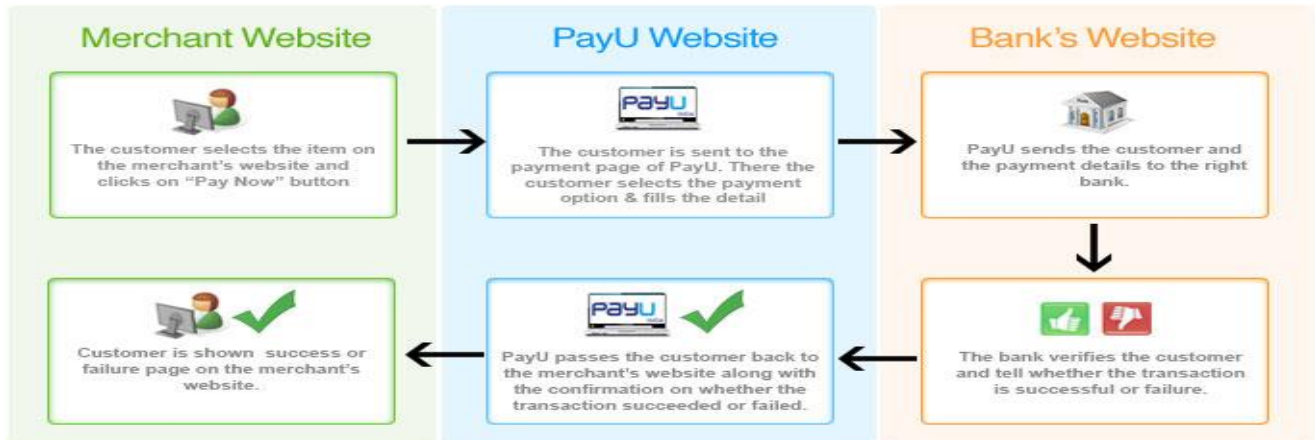 Merchant Website
PayU Website
Bank's Website
The customer selects the item on
the merchant's website and
clicks on “Pay Now” button
PayU
The customer is sent to the
payment page of PayU. There the
customer selects the payment
option & fills the detail
PayU sends the customer and
the payment details to the right
bank.
Customer is shown success or
failure page on the merchant's
website.
PayU
PayU passes the customer back to
the merchant's website along with
the confirmation on whether the
transaction succeeded or failed.
The bank verifies the customer
and tell whether the transaction
is successful or failure.